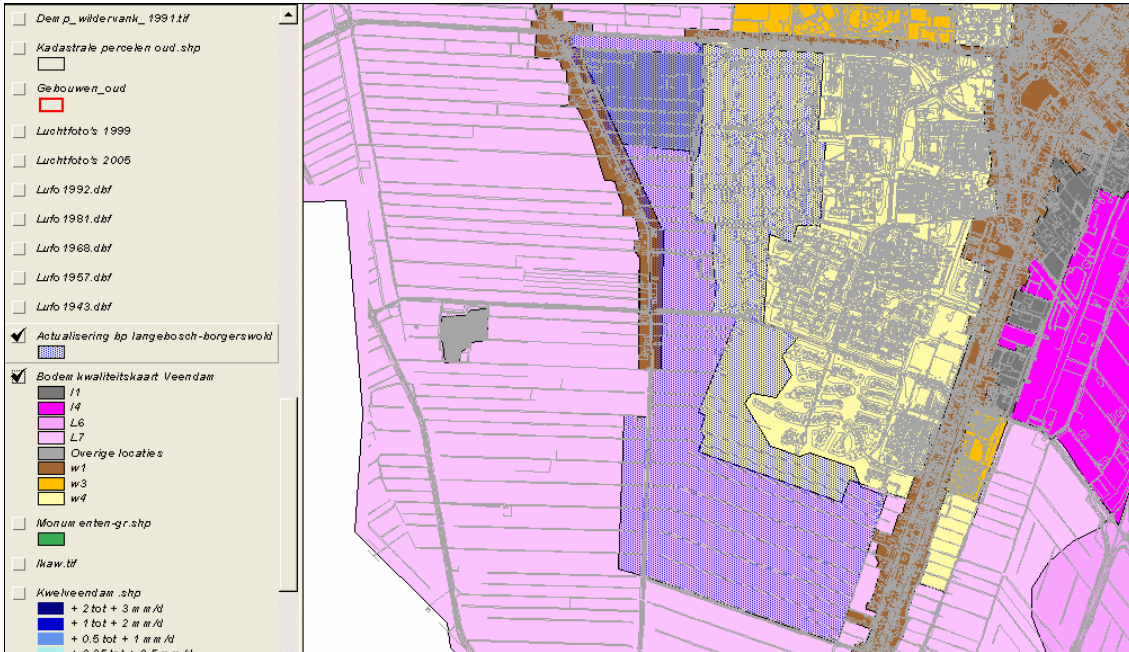 Demp_wildervank_1991.tif
Kadastrale percelen oud.shp
Gebouwen_oud
Luchtfoto's 1999
Luchtfoto's 2005
Lufo 1992.dbf
Lufo 1981.dbf
Lufo 1968.dbf
Lufo 1957.dbf
Lufo 1943.dbf
Actualisering bp langebosch-borgerswold
Bodem kwaliteitskaart Veendam
I1
I4
L6
L7
Overige locaties
w1
w3
w4
Monumenten-gr.shp
Ikaw.tif
Kwelveendam.shp
+ 2 tot + 3 mm/d
+ 1 tot + 2 mm/d
+ 0.5 tot + 1 mm/d